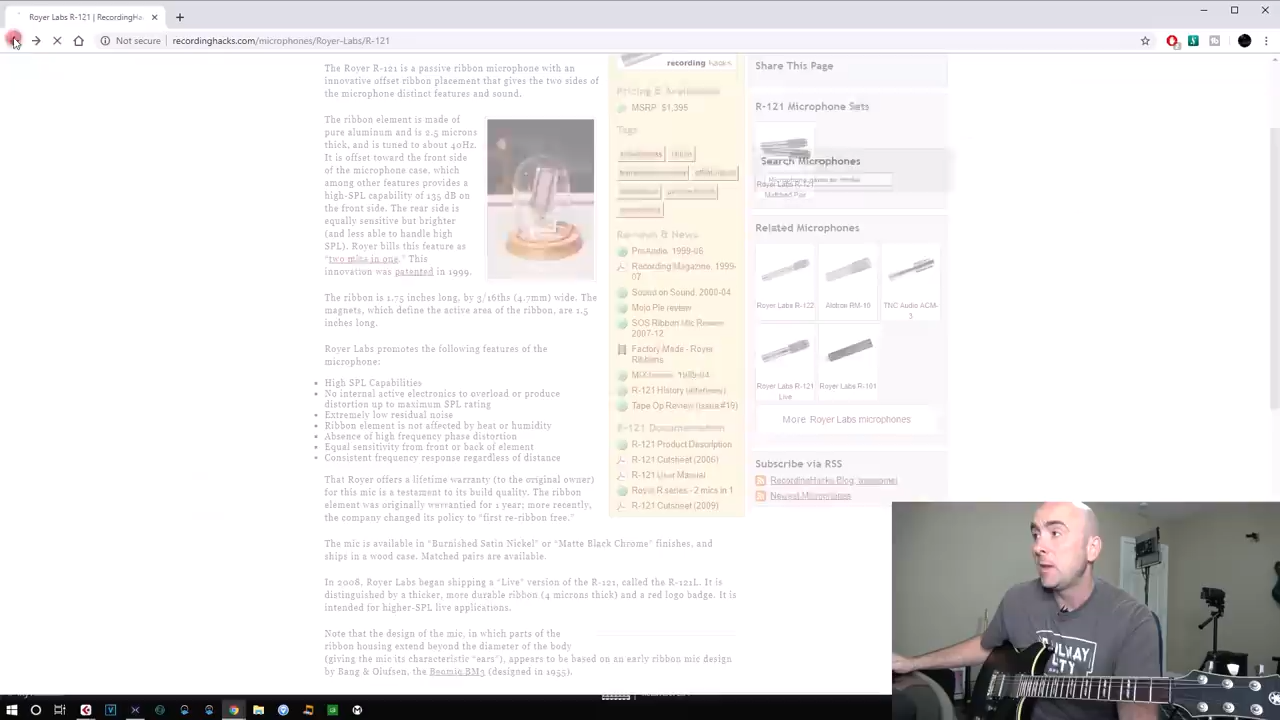 Royer Labs R-121 | RecordingHa
Not secure
recordinghacks.com/microphones/Royer-Labs/R-121
The Royer R-121 is a passive ribbon microphone with an
innovative offset ribbon placement that gives the two sides of
the microphone distinct features and sound.
The ribbon element is made of
pure aluminum and is 2.5 microns
thick, and is tuned to about 40Hz.
It is offset toward the front side
of the microphone case, which
among other features provides a
high-SPL capability of 135 dB on
the front side. The rear side is
equally sensitive but brighter
(and less able to handle high
SPL). Royer bills this feature as
“two mics in one.” This
innovation was patented in 1999.
The ribbon is 1.75 inches long, by 3/16ths (4.7mm) wide. The
magnets, which define the active area of the ribbon, are 1.5
inches long.
Royer Labs promotes the following features of the
microphone:
High SPL Capabilities
No internal active electronics to overload or produce
distortion up to maximum SPL rating
Extremely low residual noise
Ribbon element is not affected by heat or humidity
Absence of high frequency phase distortion
Equal sensitivity from front or back of element
Consistent frequency response regardless of distance
That Royer offers a lifetime warranty (to the original owner)
for this mic is a testament to its build quality. The ribbon
element was originally warrantied for 1 year; more recently,
the company changed its policy to “first re-ribbon free.”
The mic is available in “Burnished Satin Nickel” or “Matte Black Chrome” finishes, and
ships in a wood case. Matched pairs are available.
In 2008, Royer Labs began shipping a “Live” version of the R-121, called the R-121L. It is
distinguished by a thicker, more durable ribbon (4 microns thick) and a red logo badge. It is
intended for higher-SPL live applications.
Note that the design of the mic, in which parts of the
ribbon housing extend beyond the diameter of the body
(giving the mic its characteristic “ears”), appears to be based on an early ribbon mic design
by Bang & Olufsen, the Beomic BM3 (designed in 1955).
recording hacks
Pricing &
MSRP: $1,395
Tags
Reviews & News
ProAudio, 1999-06
Recording Magazine, 1999-
07
Sound on Sound, 2000-04
Mojo Pie review
SOS Ribbon Mic Review
2007-12
Factory Made - Royer
Ribbons
R-121 History
Tape Op Review (issue #19)
R-121 Documentation
R-121 Product Description
R-121 Cutsheet (2006)
R-121 User Manual
Royer R series - 2 mics in 1
R-121 Cutsheet (2009)
Share This Page
R-121 Microphone Sets
Search Microphones
Royer Labs R-121
Matched Pair
Related Microphones
Royer Labs R-122
Aldbox RM-10
TNC Audio ACM-
3
Royer Labs R-121
Live
Royer Labs R-101
More Royer Labs microphones
Subscribe via RSS
RecordingHacks Blog, awesome!
Newest Microphones